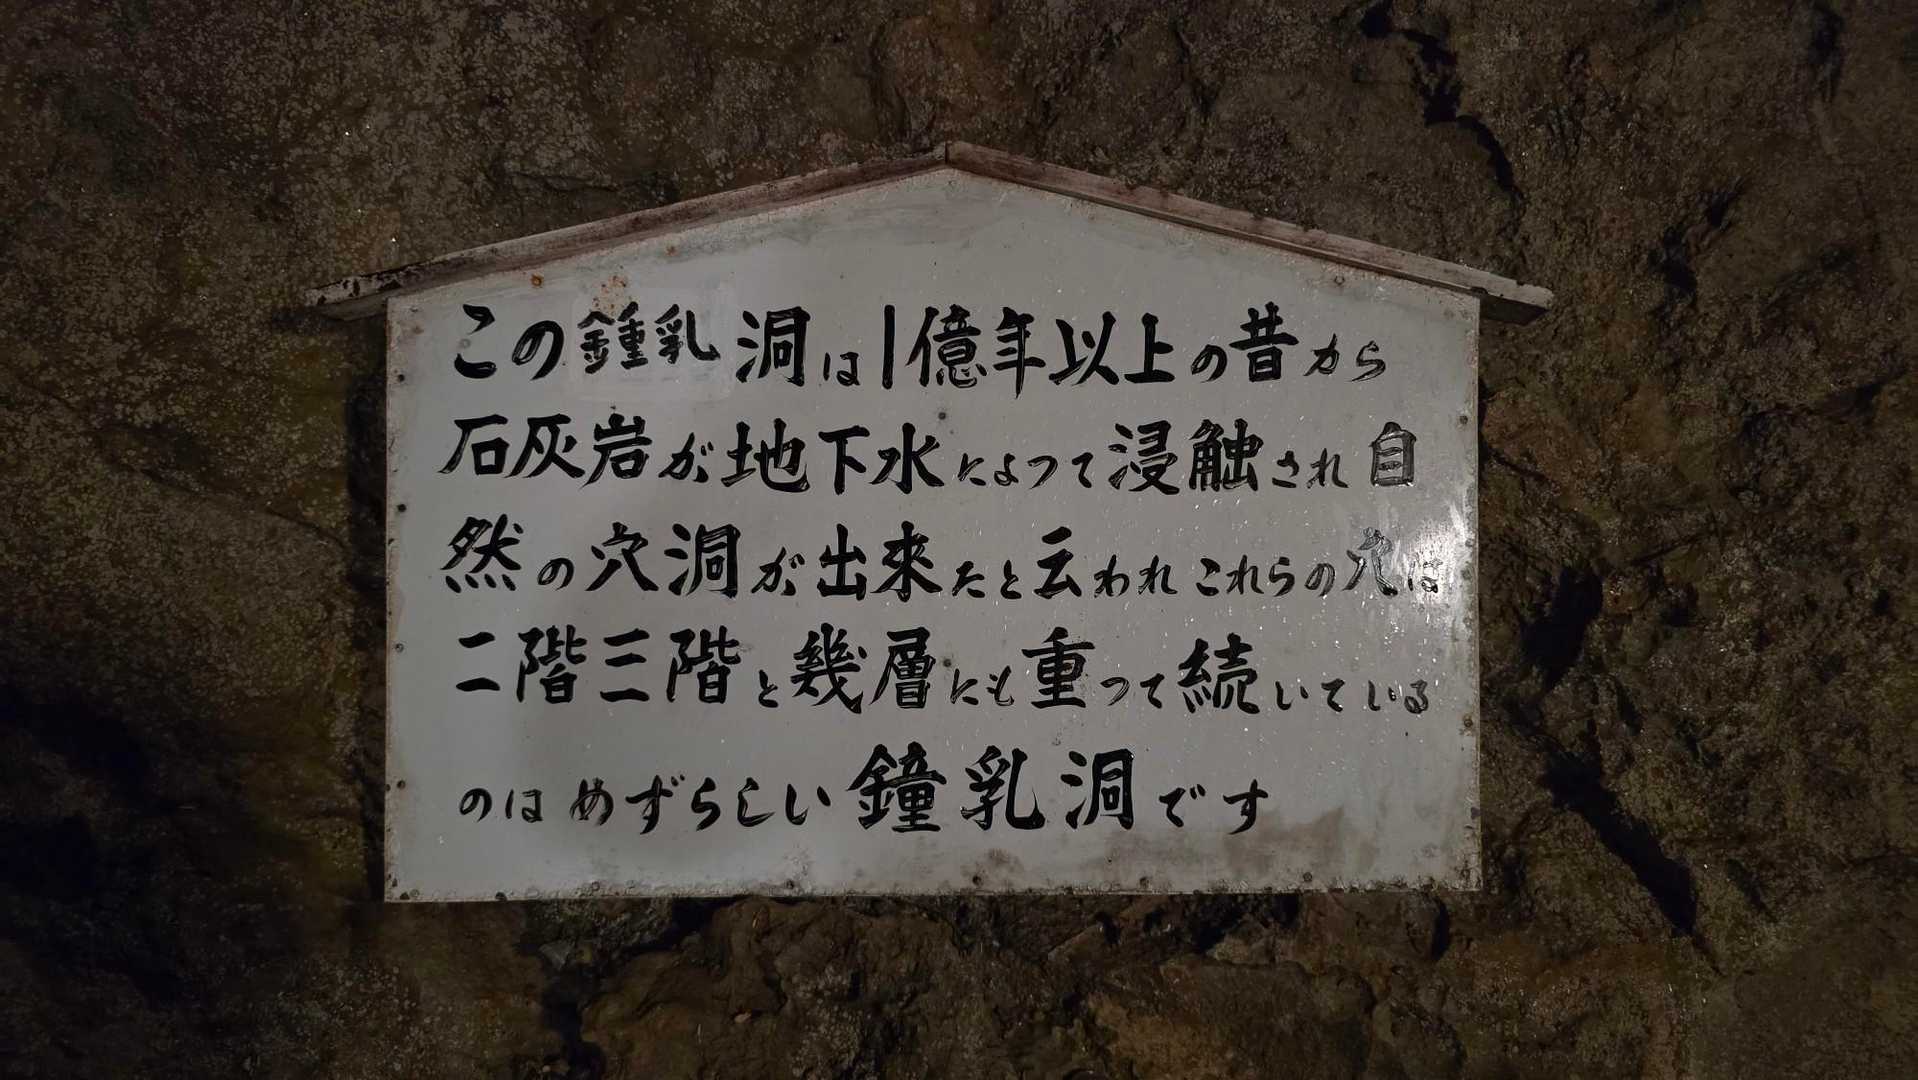 この鍾乳洞は1億年以上の昔から
石灰岩が地下水によって浸触され自
然の穴洞が出来たと云われこれらの穴は
二階三階と幾層にも重って続いている
のはめずらしい鐘乳洞です